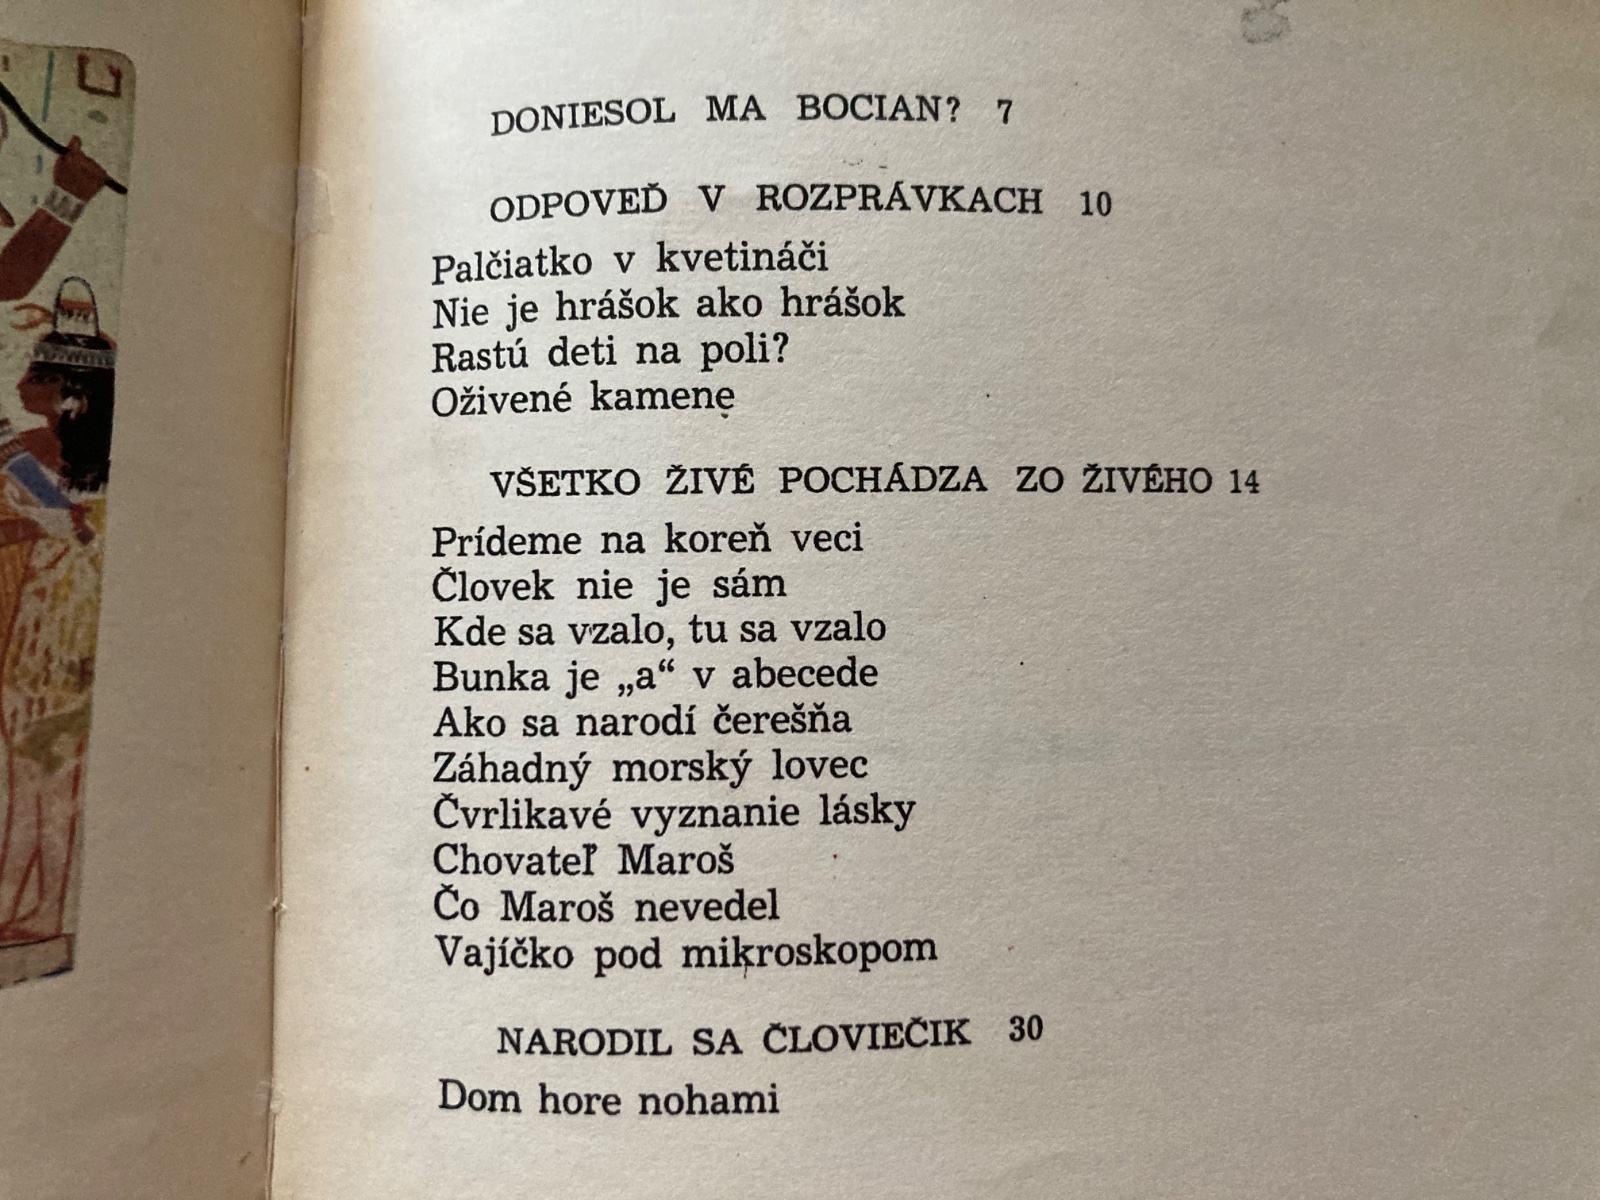 DONIESOL MA BOCIAN? 7
ODPOVEĎ V ROZPRÁVKACH 10
Palčiatko v kvetináči
Nie je hrášok ako hrášok
Rastú deti na poli?
Oživené kamene
VŠETKO ŽIVÉ POCHÁDZA ZO ŽIVÉHO 14
Prídeme na koreň veci
Človek nie je sám
Kde sa vzalo, tu sa vzalo
Bunka je „a“ v abecede
Ako sa narodí čerešňa
Záhadný morský lovec
Čvrlikavé vyznanie lásky
Chovateľ Maroš
Čo Maroš nevedel
Vajíčko pod mikroskopom
NARODIL SA ČLOVIEČIK 30
Dom hore nohami